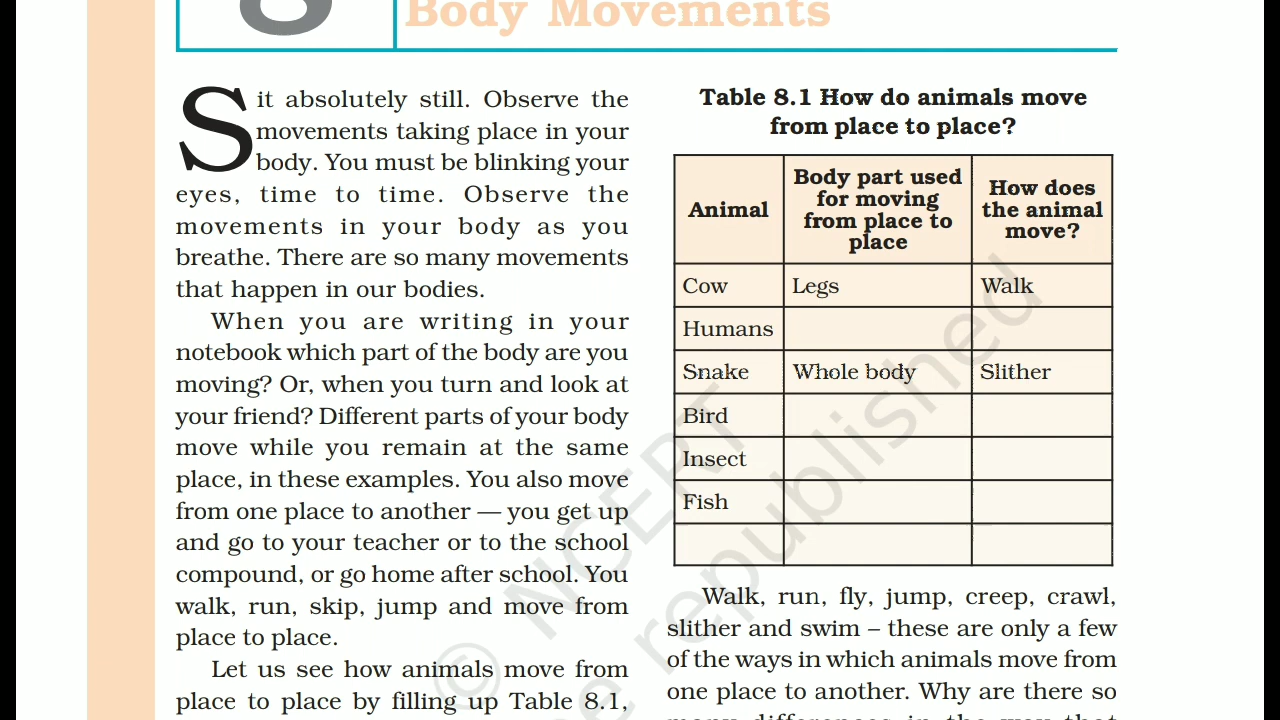 8
Body Movements
Sit absolutely still. Observe the
movements taking place in your
body. You must be blinking your
eyes, time to time. Observe the
movements in your body as you
breathe. There are so many movements
that happen in our bodies.
When you are writing in your
notebook which part of the body are you
moving? Or, when you turn and look at
your friend? Different parts of your body
move while you remain at the same
place, in these examples. You also move
from one place to another — you get up
and go to your teacher or to the school
compound, or go home after school. You
walk, run, skip, jump and move from
place to place.
Let us see how animals move from
place to place by filling up Table 8.1,
Table 8.1 How do animals move
from place to place?
Animal
Body part used
for moving
from place to
place
How does
the animal
move?
Cow Legs Walk
Humans
Snake Whole body Slither
Bird
Insect
Fish
Walk, run, fly, jump, creep, crawl,
slither and swim – these are only a few
of the ways in which animals move from
one place to another. Why are there so
many differences in the way that
© NCERT
be republished